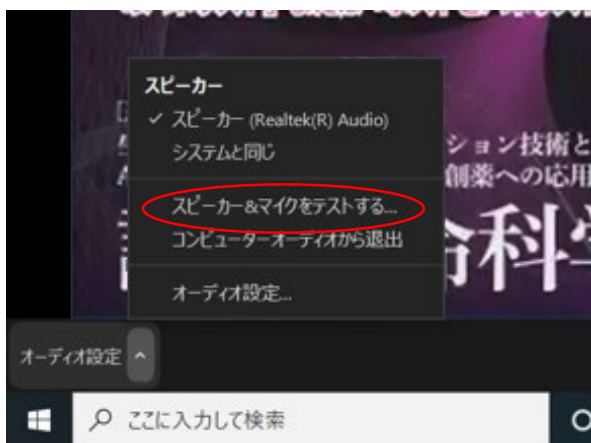 スピーカー
✓ スピーカー (Realtek(R) Audio)
システムと同じ
ション技術と
創薬への応用
スピーカー&マイクをテストする...
コンピューターオーディオから退出
命科学
オーディオ設定...
オーディオ設定 ^
ここに入力して検索